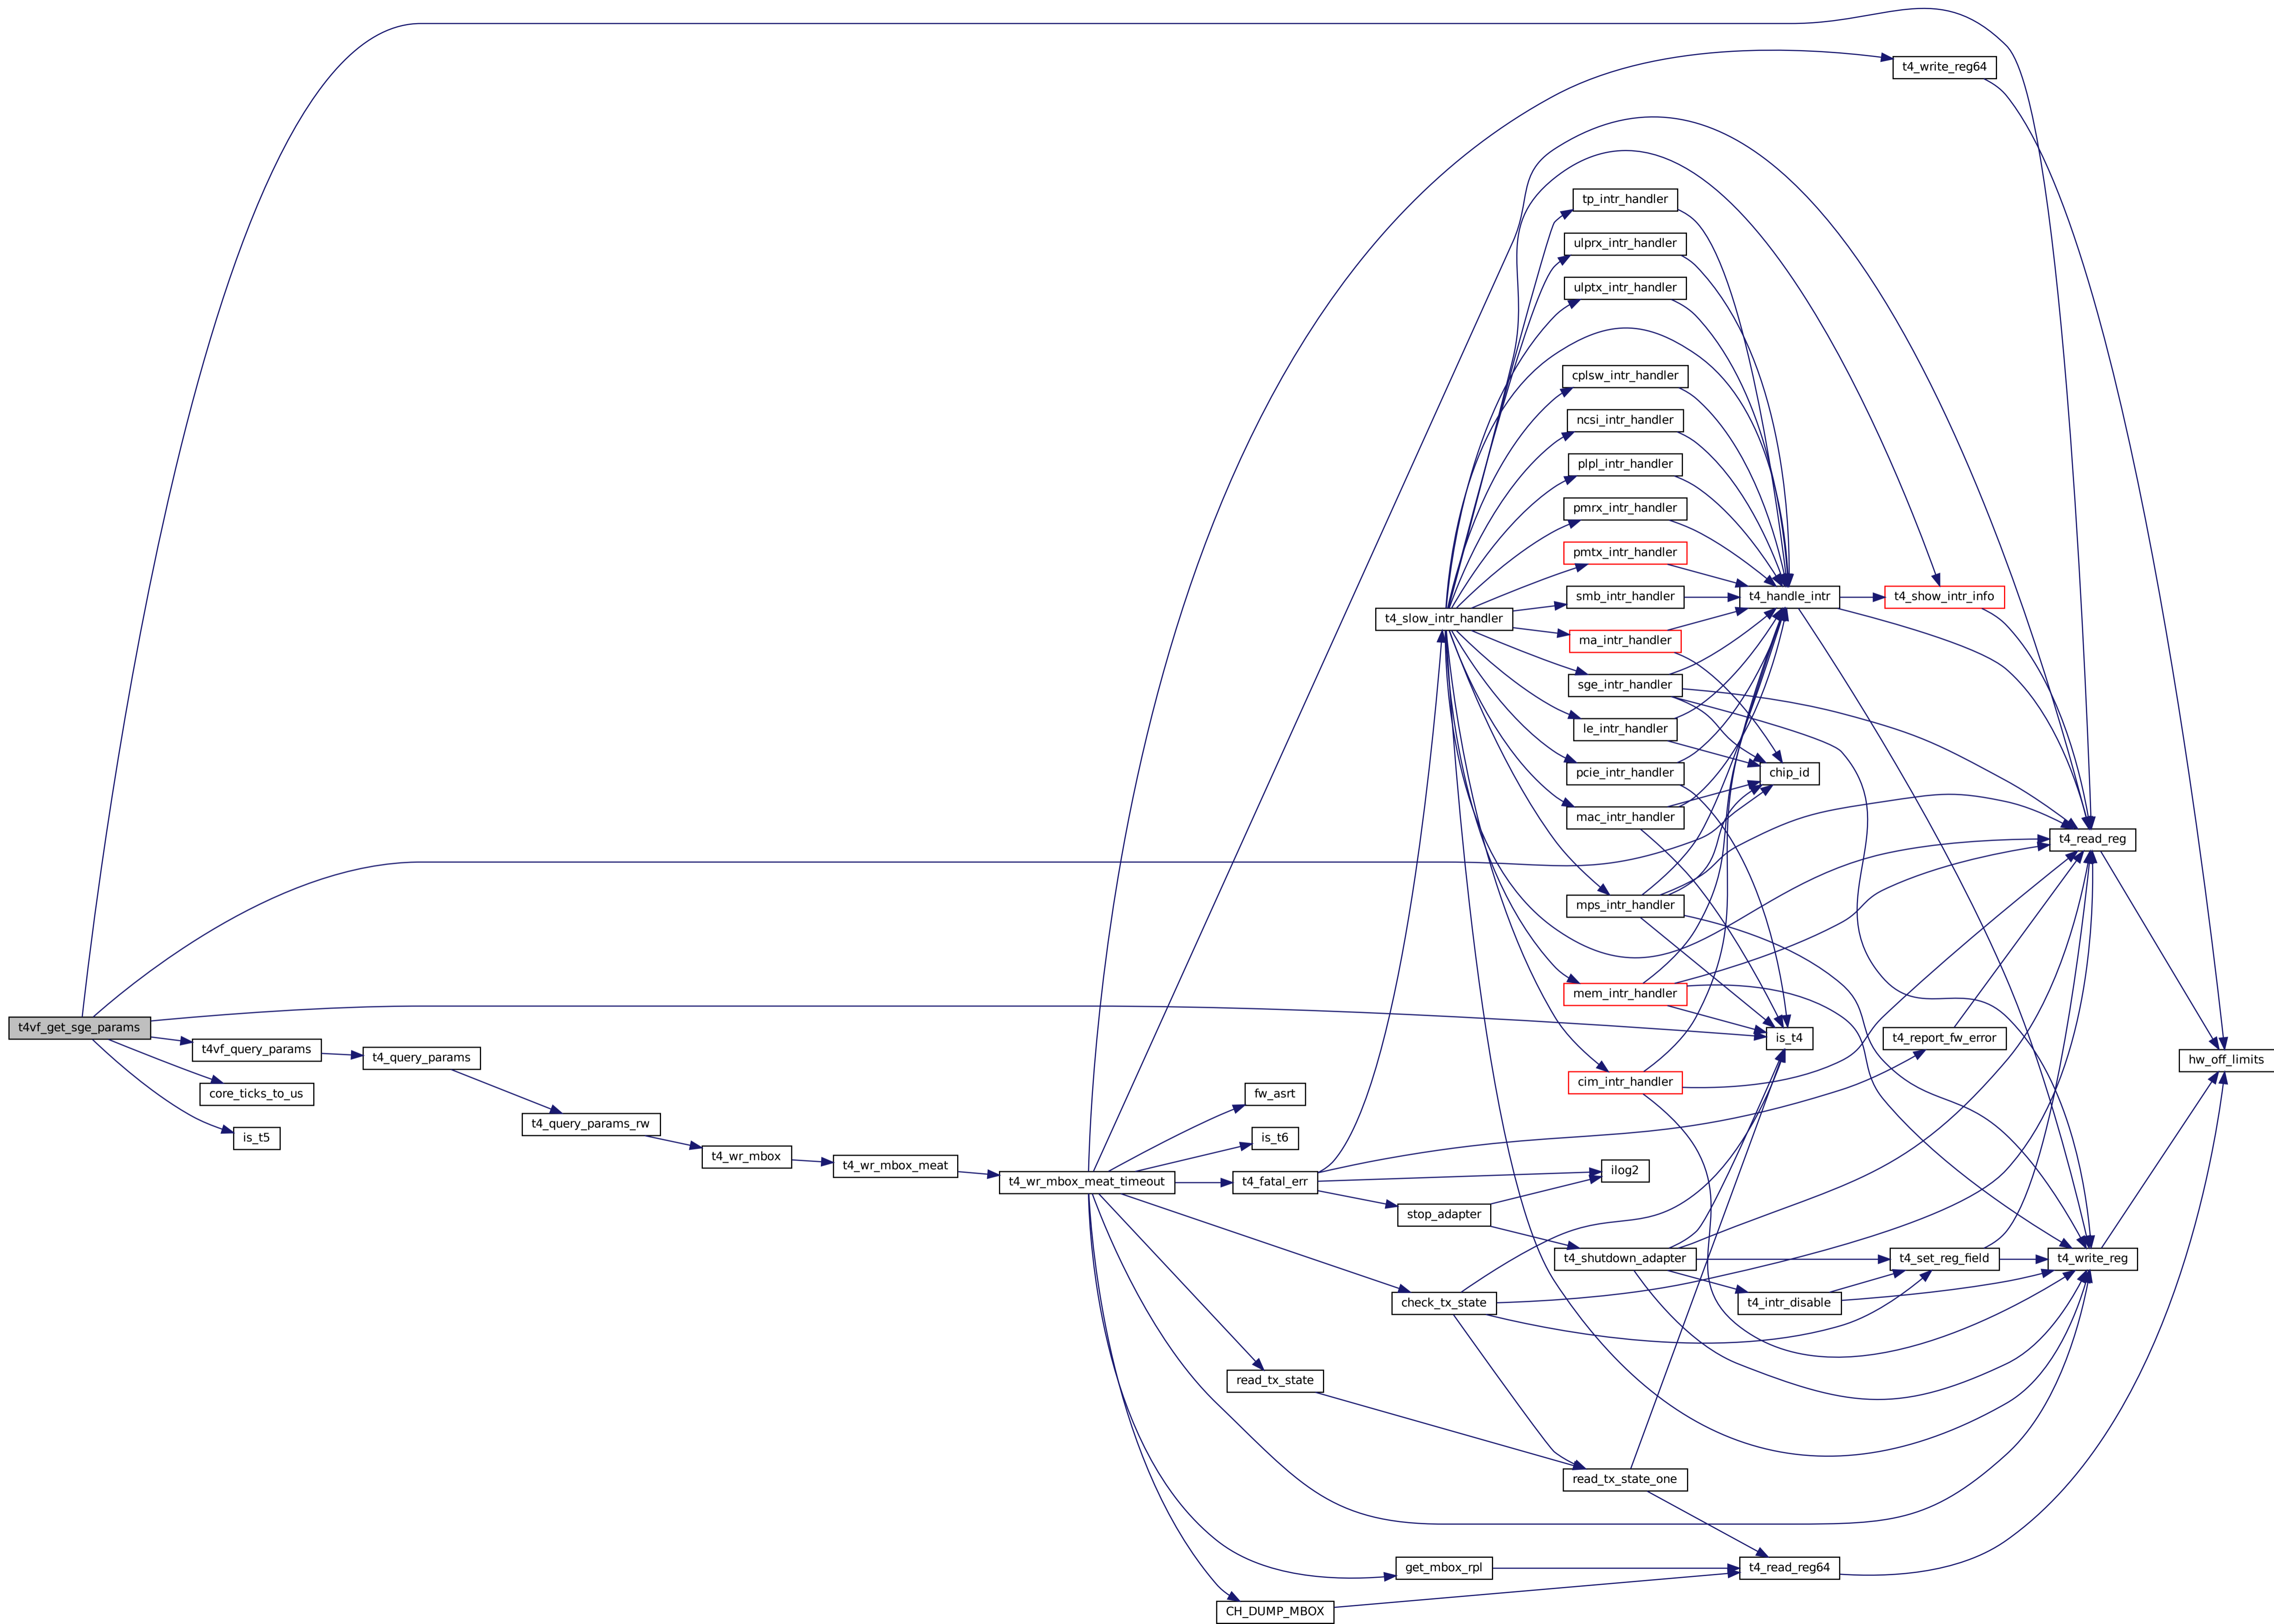 t4_write_reg64
tp_intr_handler
ulprx_intr_handler
ulptx_intr_handler
cplsw_intr_handler
ncsi_intr_handler
plpl_intr_handler
pmrx_intr_handler
pmtx_intr_handler
smb_intr_handler
t4_handle_intr
t4_show_intr_info
t4_slow_intr_handler
ma_intr_handler
sge_intr_handler
le_intr_handler
pcie_intr_handler
chip_id
mac_intr_handler
t4_read_reg
mps_intr_handler
mem_intr_handler
t4vf_get_sge_params
is_t4
t4_report_fw_error
t4vf_query_params
t4_query_params
hw_off_limits
cim_intr_handler
core_ticks_to_us
fw_asrt
t4_query_params_rw
is_t5
is_t6
t4_wr_mbox
t4_wr_mbox_meat
ilog2
t4_wr_mbox_meat_timeout
t4_fatal_err
stop_adapter
t4_shutdown_adapter
t4_set_reg_field
t4_write_reg
check_tx_state
t4_intr_disable
read_tx_state
read_tx_state_one
get_mbox_rpl
t4_read_reg64
CH_DUMP_MBOX